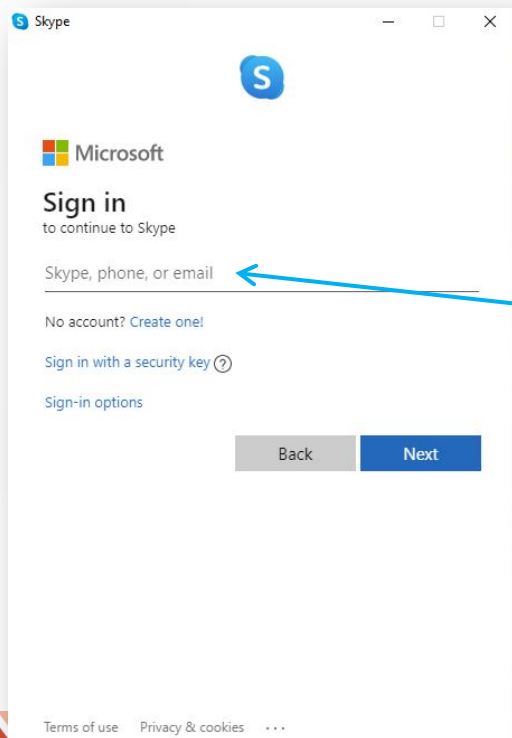 Skype
Microsoft
Sign in
to continue to Skype
Skype, phone, or email
No account? Create one!
Sign in with a security key
Sign-in options
Back Next
Terms of use Privacy & cookies ...